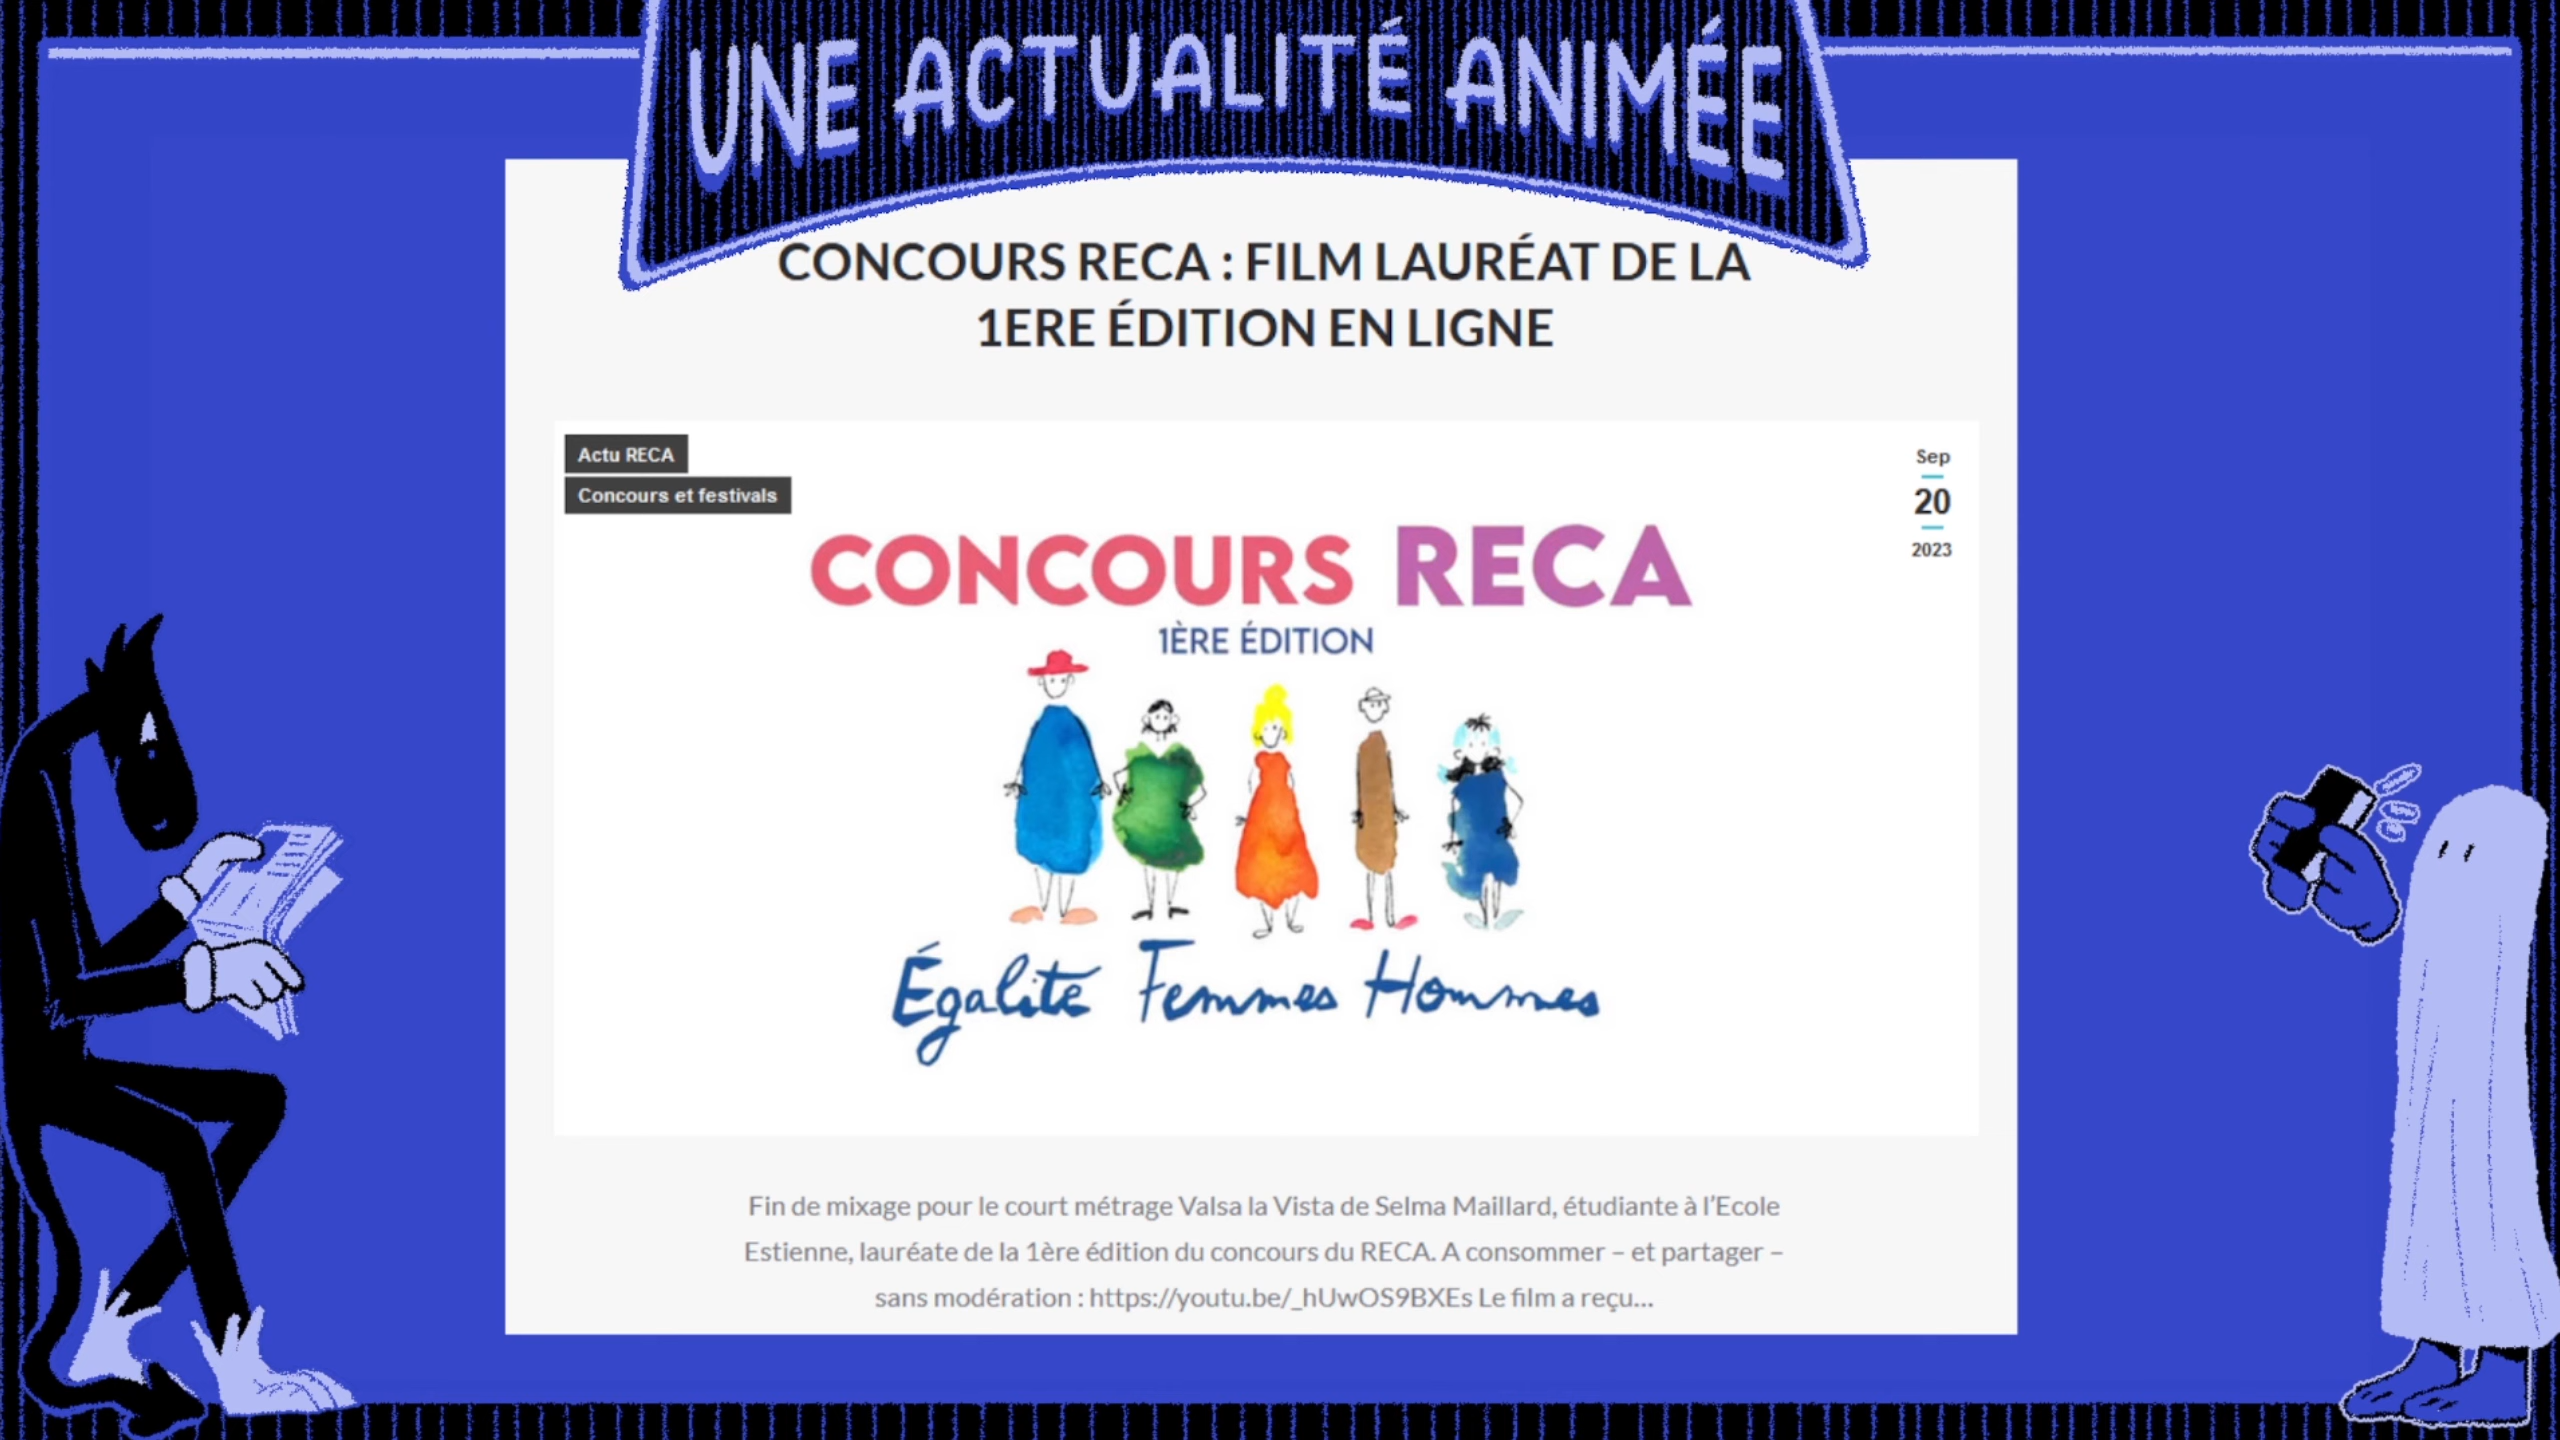 UNE ACTUALITÉ ANIMÉE
CONCOURS RECA : FILM LAURÉAT DE LA
1ERE ÉDITION EN LIGNE
Actu RECA
Concours et festivals
Sep
20
2023
CONCOURS RECA
1ÈRE ÉDITION
Égalité Femmes Hommes
Fin de mixage pour le court métrage Valsa la Vista de Selma Maillard, étudiante à l'Ecole
Estienne, lauréate de la 1ère édition du concours du RECA. A consommer – et partager –
sans modération : https://youtu.be/_hUwOS9BXEs Le film a reçu...